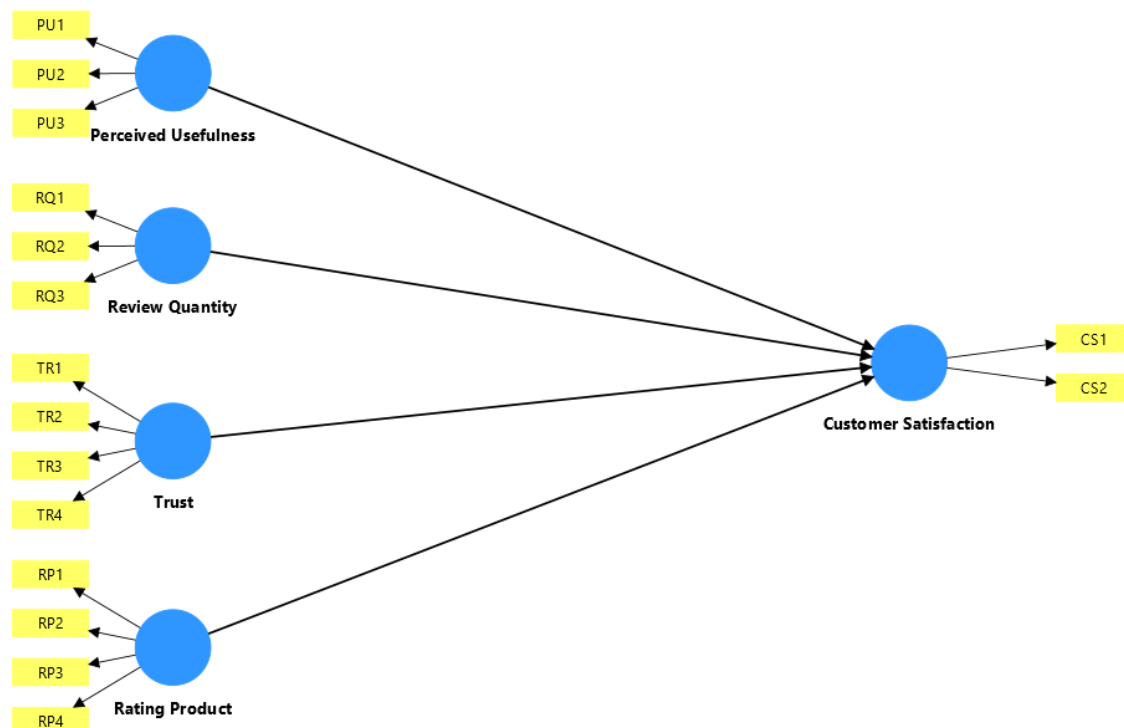 PU1
PU2
PU3
Perceived Usefulness
RQ1
RQ2
RQ3
Review Quantity
TR1
TR2
TR3
TR4
Trust
RP1
RP2
RP3
RP4
Rating Product
CS1
CS2
Customer Satisfaction